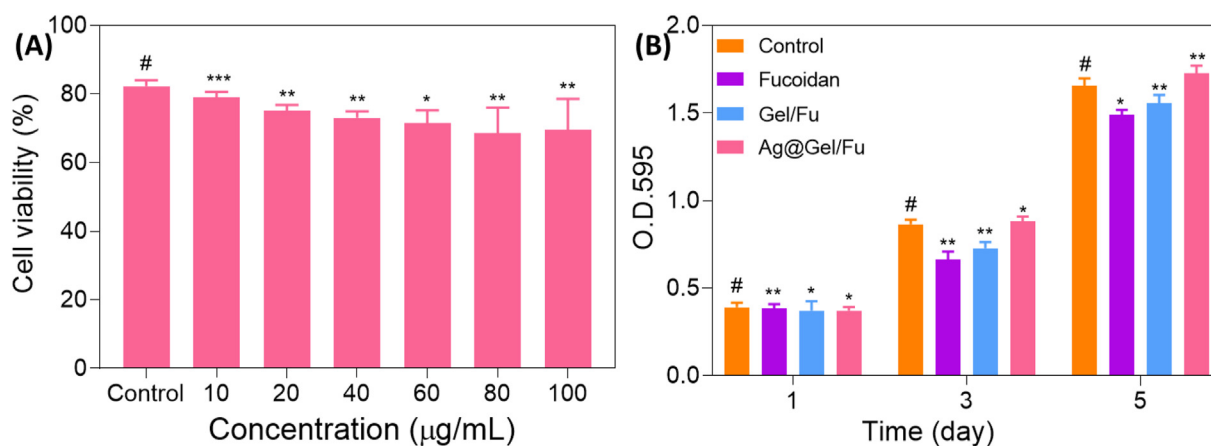 (A)
Cell viability (%)
100
80
60
40
20
0
#
***
**
**
*
**
**
Control 10 20 40 60 80 100
Concentration (μg/mL)
(B)
O.D.595
2.0
1.5
1.0
0.5
0.0
Control
Fucoidan
Gel/Fu
Ag@Gel/Fu
# ** * *
# ** ** *
# * ** **
1 3 5
Time (day)